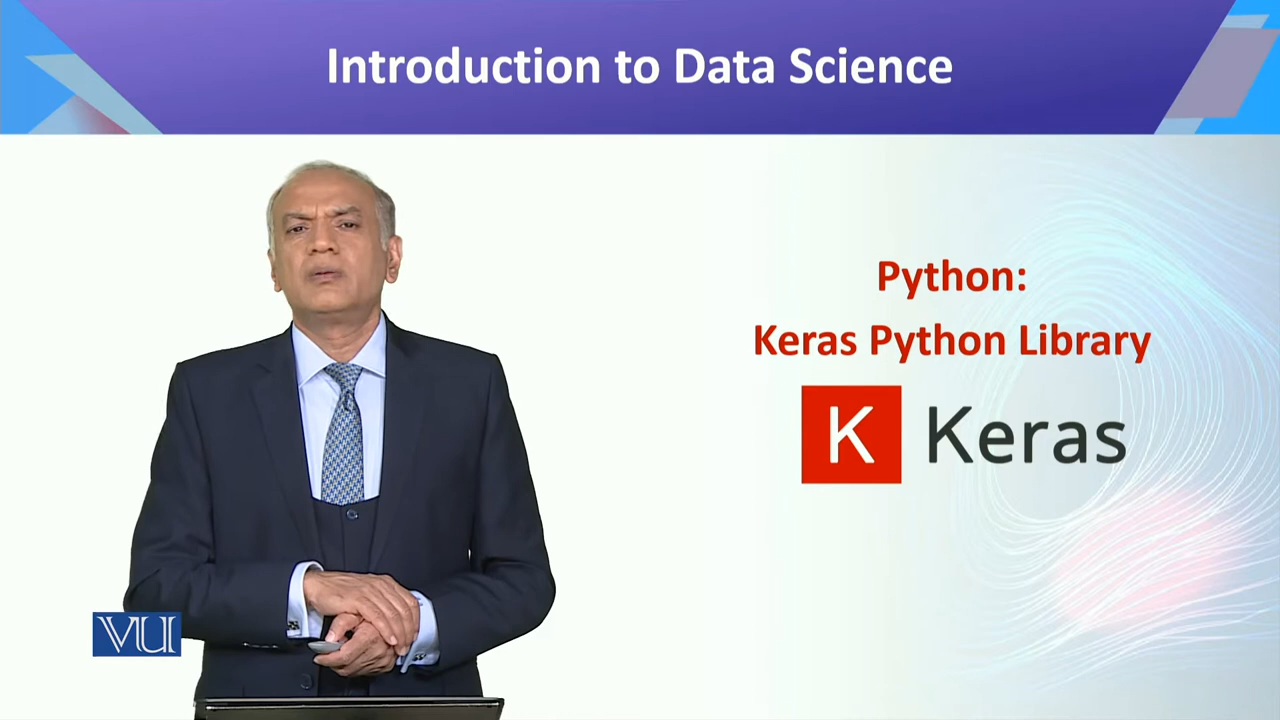 Introduction to Data Science
Python:
Keras Python Library
K Keras
VU